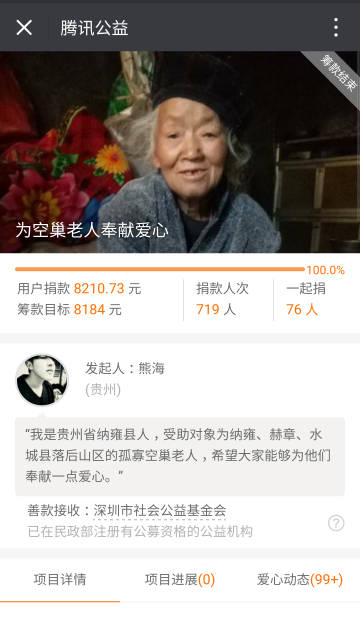 腾讯公益
筹款结束
为空巢老人奉献爱心
100.0%
用户捐款 8210.73 元
捐款人次
一起捐
筹款目标 8184 元
719 人
76 人
发起人：熊海
(贵州)
“我是贵州省纳雍县人，受助对象为纳雍、赫章、水
城县落后山区的孤寡空巢老人，希望大家能够为他们
奉献一点爱心。”
善款接收：深圳市社会公益基金会
已在民政部注册有公募资格的公益机构
?
项目详情
项目进展(0)
爱心动态(99+)